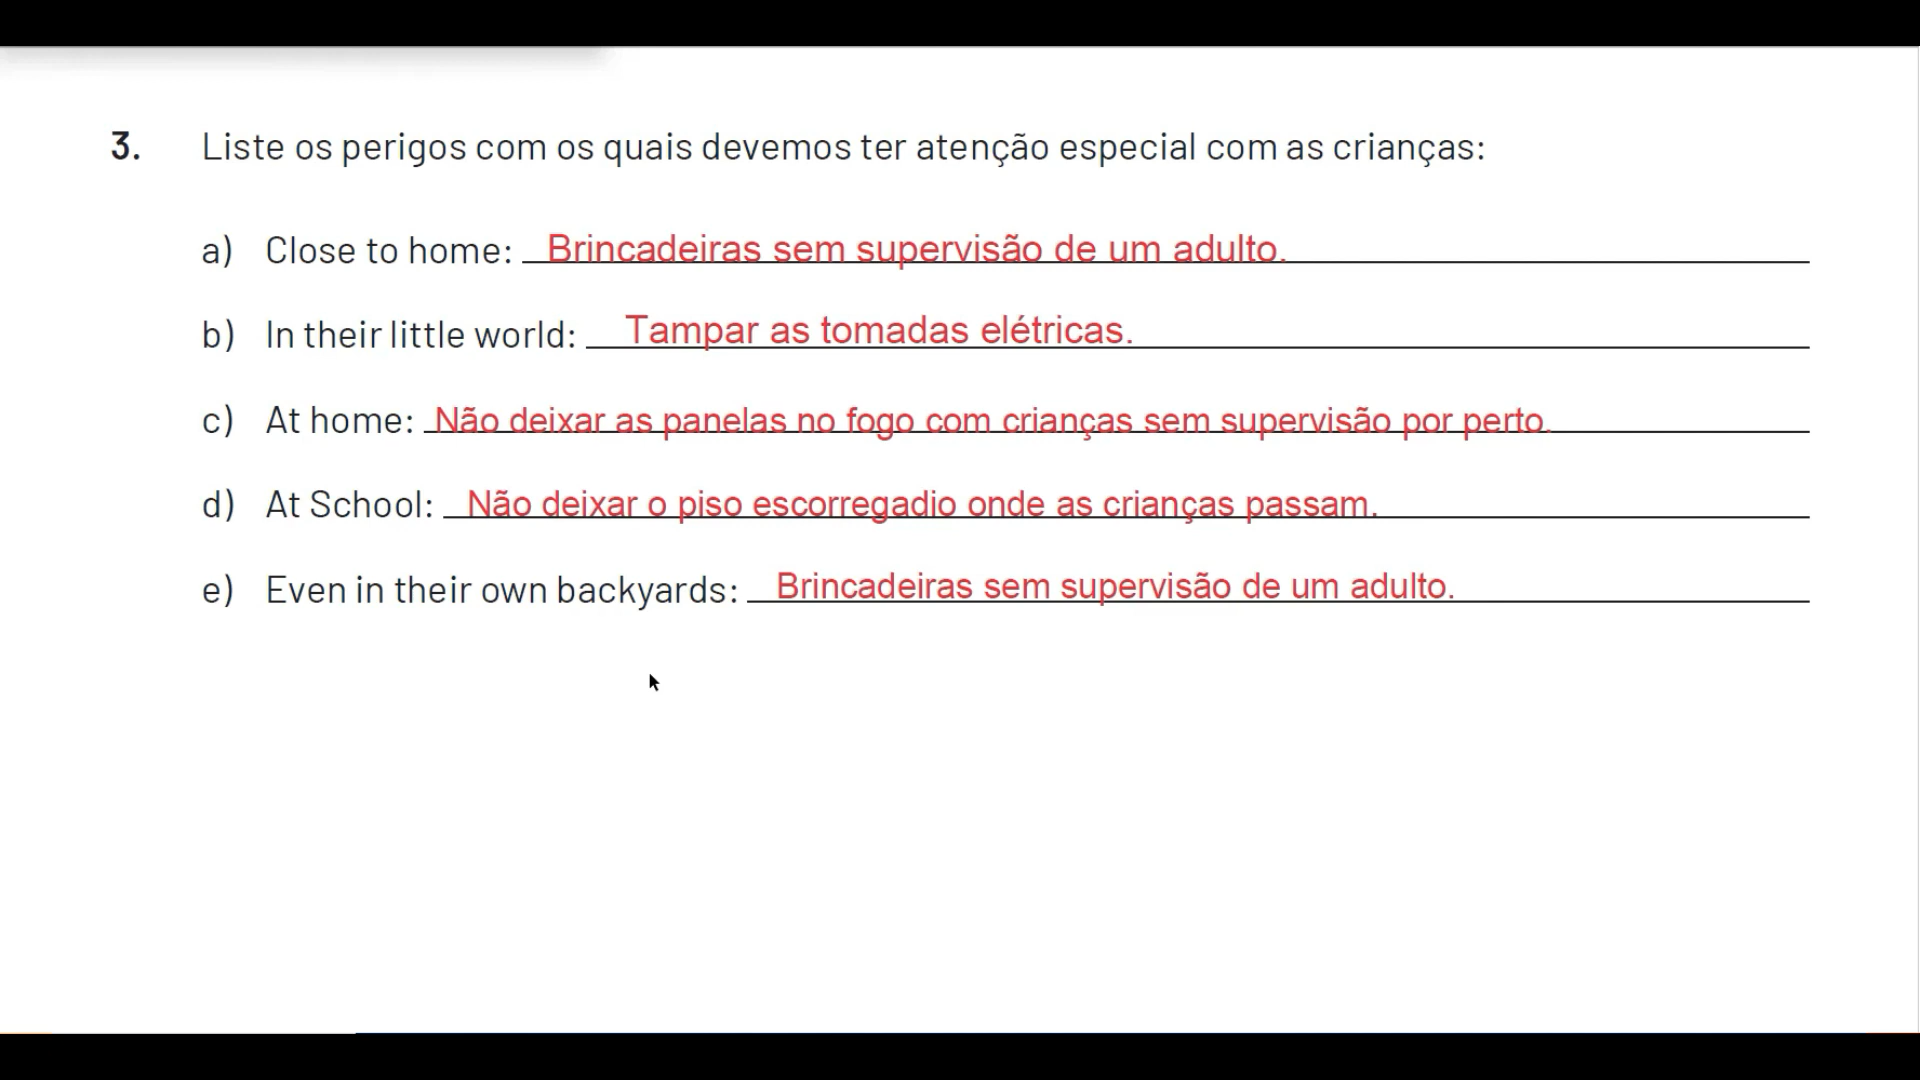 3. Liste os perigos com os quais devemos ter atenção especial com as crianças:
a) Close to home: Brincadeiras sem supervisão de um adulto.
b) In their little world: Tampar as tomadas elétricas.
c) At home: Não deixar as panelas no fogo com crianças sem supervisão por perto.
d) At School: Não deixar o piso escorregadio onde as crianças passam.
e) Even in their own backyards: Brincadeiras sem supervisão de um adulto.